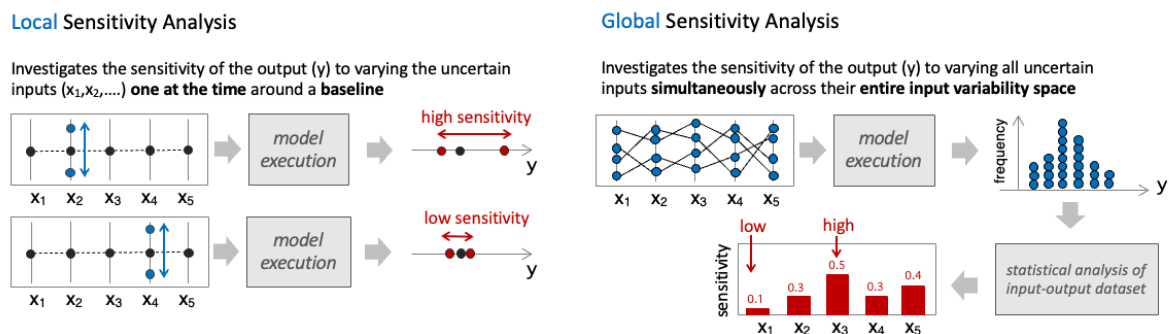 Local Sensitivity Analysis
Investigates the sensitivity of the output (y) to varying the uncertain
inputs (x₁,x₂,....) one at the time around a baseline
model
execution
high sensitivity
y
x₁ x₂ x₃ x₄ x₅
model
execution
low sensitivity
y
x₁ x₂ x₃ x₄ x₅
Global Sensitivity Analysis
Investigates the sensitivity of the output (y) to varying all uncertain
inputs simultaneously across their entire input variability space
model
execution
frequency
y
x₁ x₂ x₃ x₄ x₅
low
high
sensitivity
0.1 0.3 0.5 0.3 0.4
x₁ x₂ x₃ x₄ x₅
statistical analysis of
input-output dataset